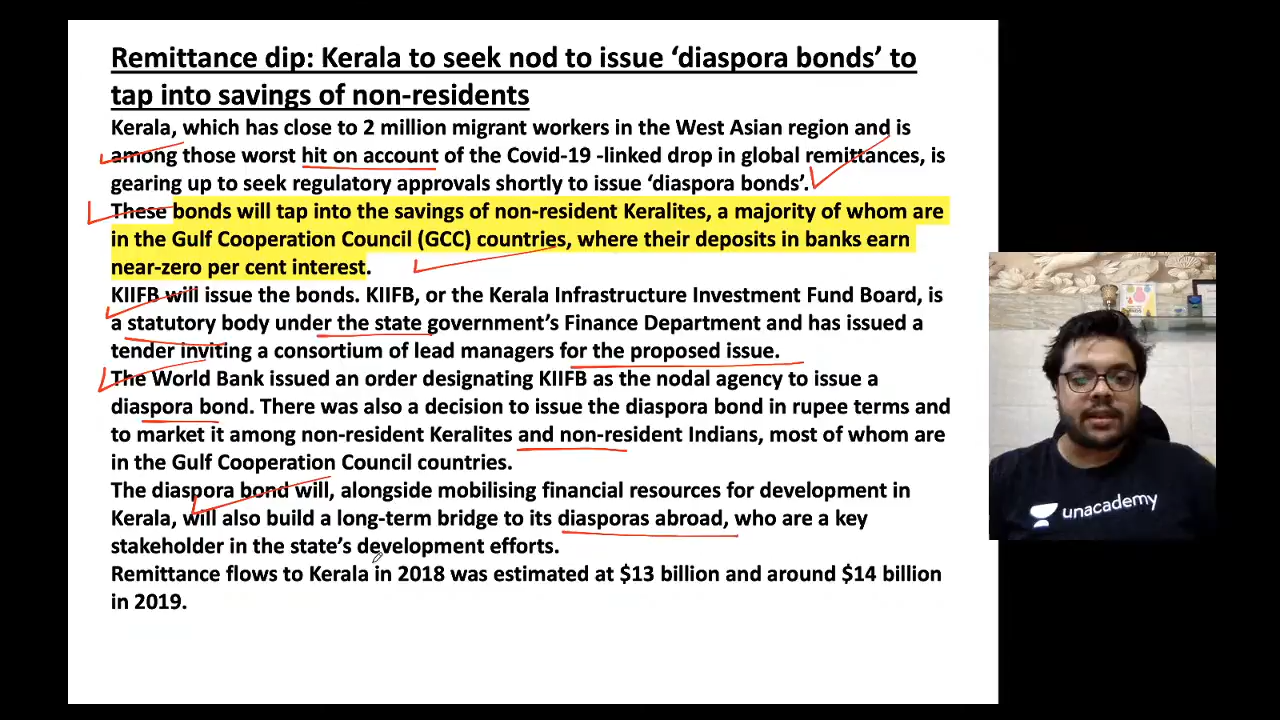 Remittance dip: Kerala to seek nod to issue ‘diaspora bonds’ to
tap into savings of non-residents
Kerala, which has close to 2 million migrant workers in the West Asian region and is
among those worst hit on account of the Covid-19 -linked drop in global remittances, is
gearing up to seek regulatory approvals shortly to issue ‘diaspora bonds’.
These bonds will tap into the savings of non-resident Keralites, a majority of whom are
in the Gulf Cooperation Council (GCC) countries, where their deposits in banks earn
near-zero per cent interest.
KIIFB will issue the bonds. KIIFB, or the Kerala Infrastructure Investment Fund Board, is
a statutory body under the state government’s Finance Department and has issued a
tender inviting a consortium of lead managers for the proposed issue.
The World Bank issued an order designating KIIFB as the nodal agency to issue a
diaspora bond. There was also a decision to issue the diaspora bond in rupee terms and
to market it among non-resident Keralites and non-resident Indians, most of whom are
in the Gulf Cooperation Council countries.
The diaspora bond will, alongside mobilising financial resources for development in
Kerala, will also build a long-term bridge to its diasporas abroad, who are a key
stakeholder in the state’s development efforts.
Remittance flows to Kerala in 2018 was estimated at $13 billion and around $14 billion
in 2019.
unacademy